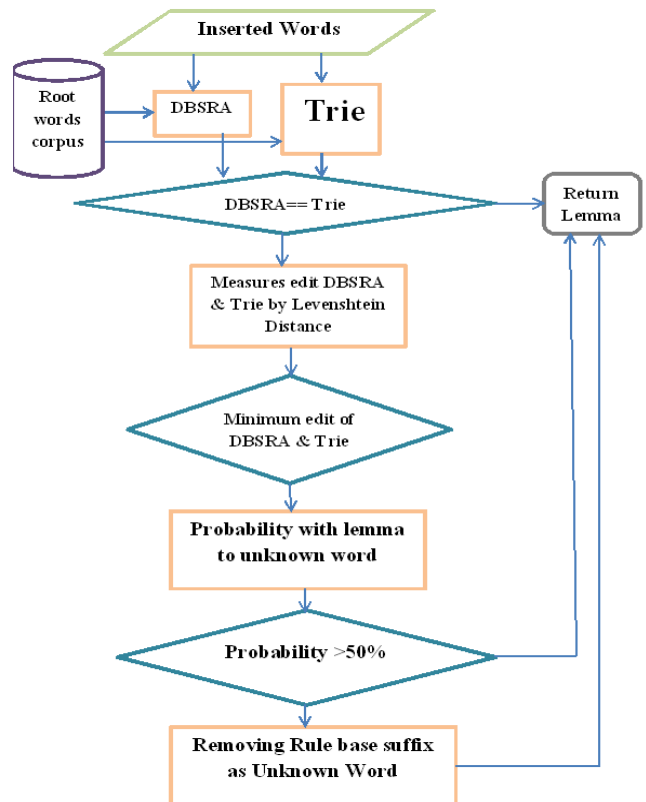 Inserted Words
Root
words
corpus
DBSRA
Trie
DBSRA== Trie
Return
Lemma
Measures edit DBSRA
& Trie by Levenshtein
Distance
Minimum edit of
DBSRA & Trie
Probability with lemma
to unknown word
Probability >50%
Removing Rule base suffix
as Unknown Word